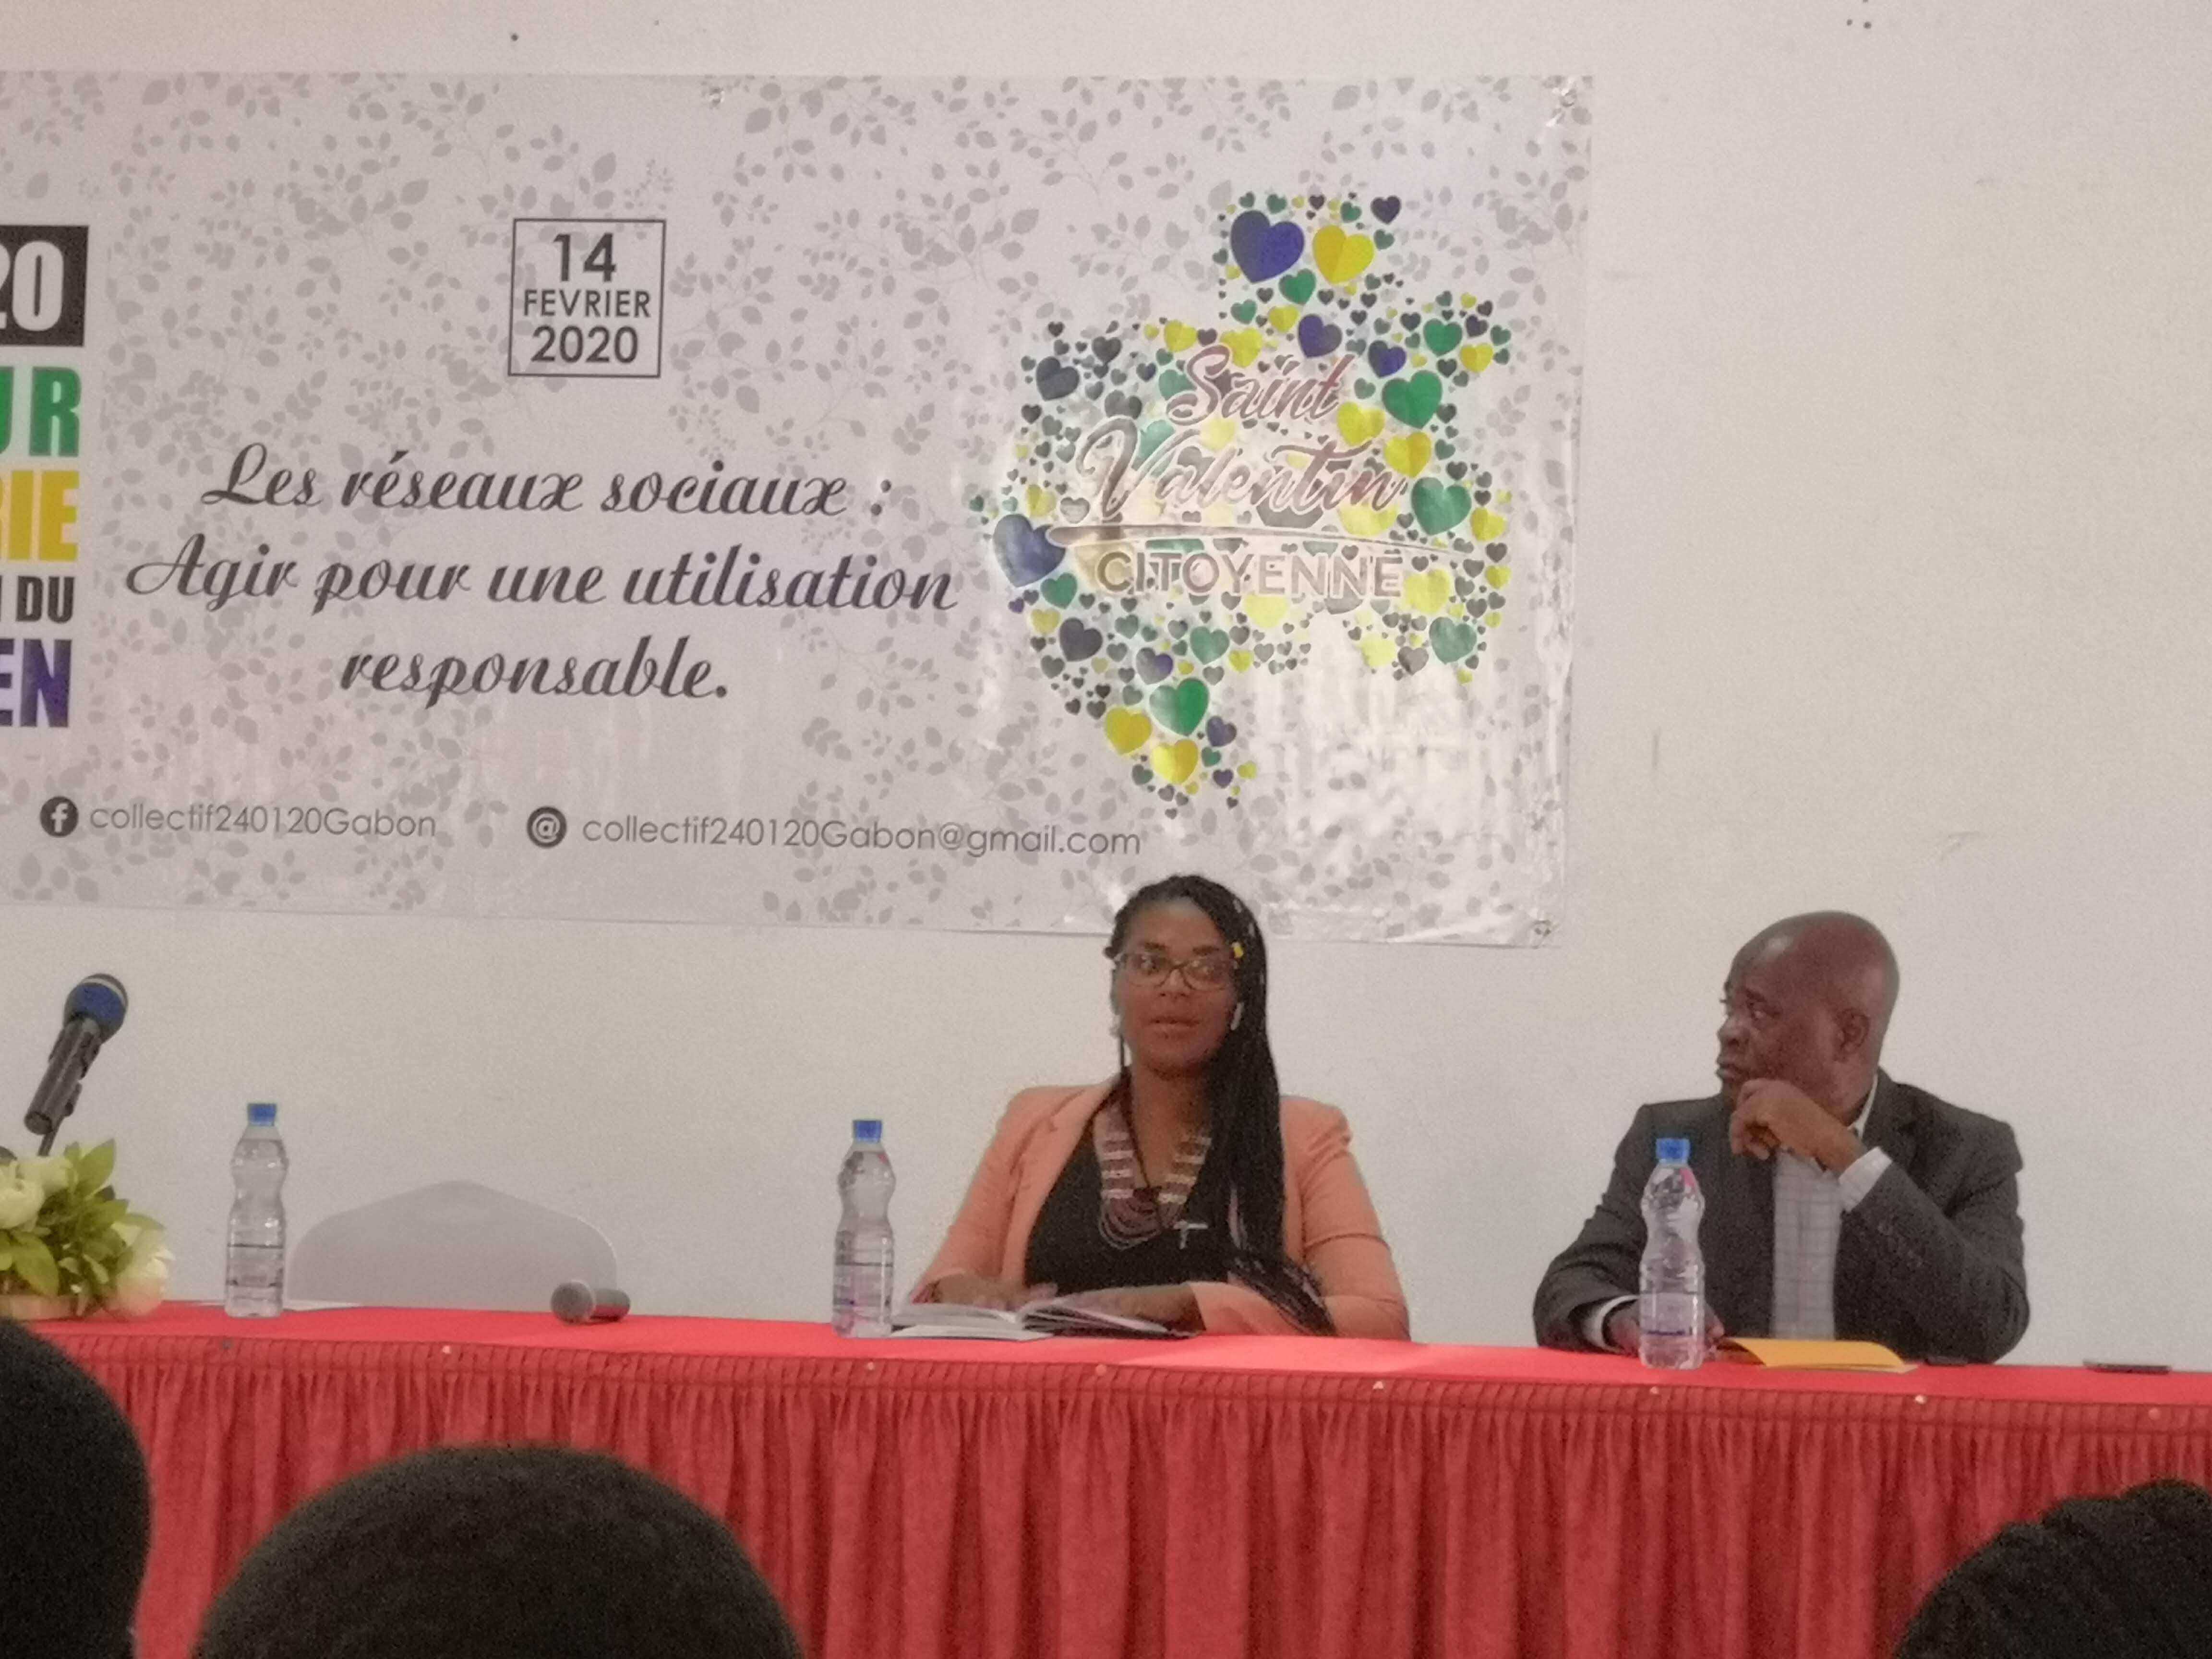 20
UR
RIE
DU
EN
14
FEVRIER
2020
Les réseaux sociaux :
Agir pour une utilisation
responsable.
Saint
Valentin
CITOYENNE
collectif240120Gabon
@ collectif240120Gabon@gmail.com